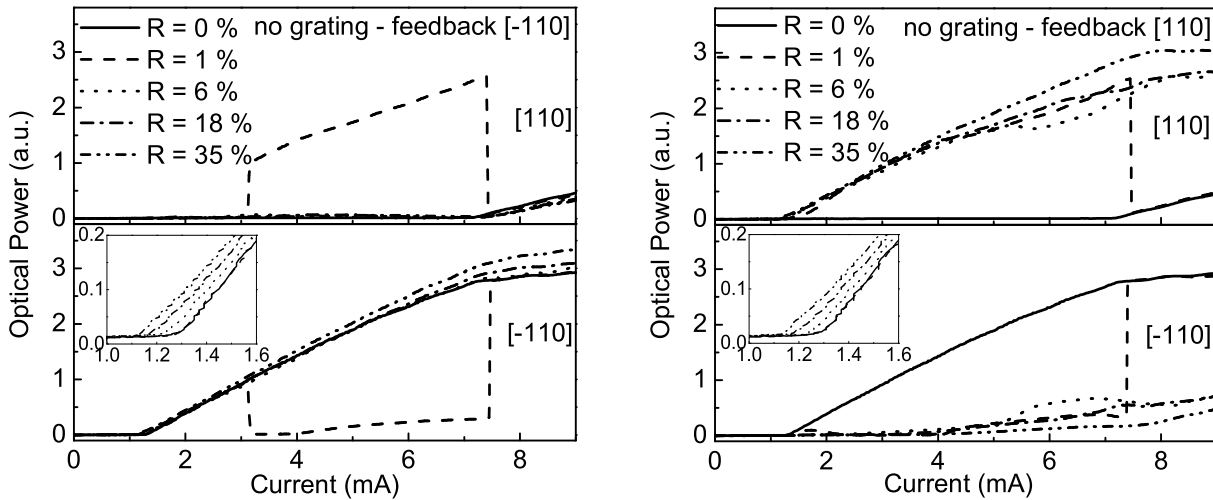 no grating - feedback [-110]
R = 0 %
R = 1 %
R = 6 %
R = 18 %
R = 35 %
[110]
3
2
1
0
[-110]
0.2
0.1
0.0
1.0 1.2 1.4 1.6
3
2
1
0
0 2 4 6 8
Optical Power (a.u.)
Current (mA)
no grating - feedback [110]
R = 0 %
R = 1 %
R = 6 %
R = 18 %
R = 35 %
[110]
3
2
1
0
[-110]
0.2
0.1
0.0
1.0 1.2 1.4 1.6
3
2
1
0
0 2 4 6 8
Optical Power (a.u.)
Current (mA)